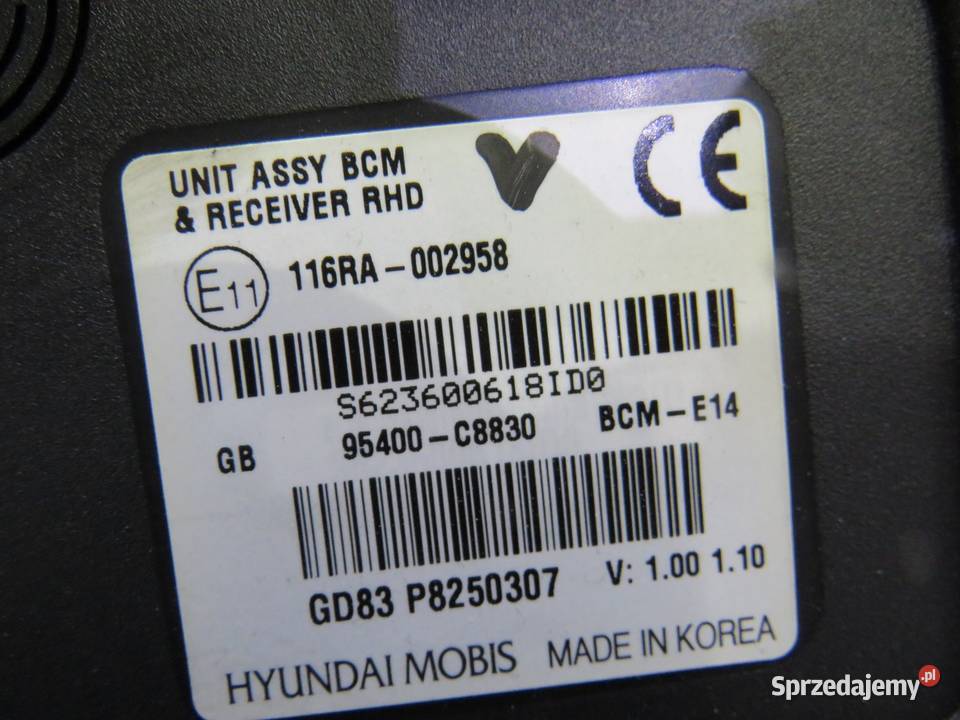 UNIT ASSY BCM
& RECEIVER RHD
CE
E11 116RA-002958
S623600618ID0
GB 95400-C8830 BCM-E14
GD83 P8250307 V: 1.00 1.10
HYUNDAI MOBIS MADE IN KOREA
Sprzedajemy.pl